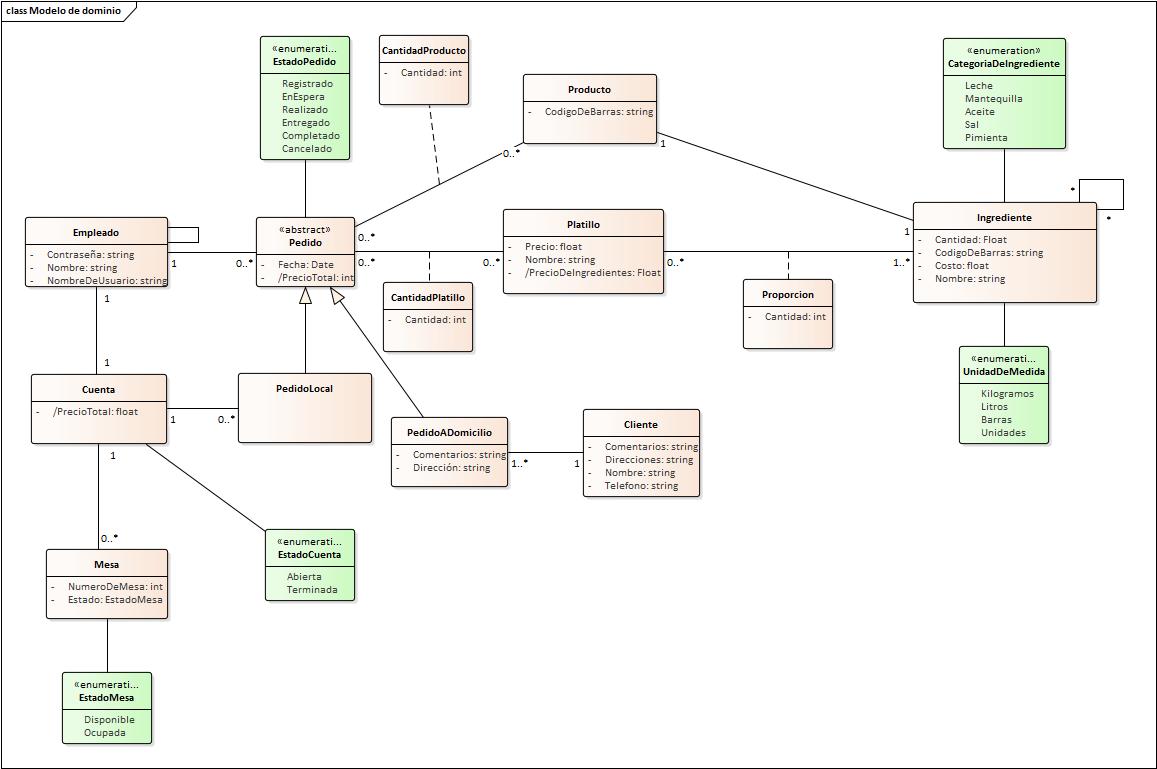 class Modelo de dominio
«enumerati...
EstadoPedido
Registrado
EnEspera
Realizado
Entregado
Completado
Cancelado
CantidadProducto
- Cantidad: int
Producto
- CodigoDeBarras: string
«enumeration»
CategoriaDeIngrediente
Leche
Mantequilla
Aceite
Sal
Pimienta
0..*
1
*
*
Empleado
- Contraseña: string
- Nombre: string
- NombreDeUsuario: string
1
0..*
«abstract»
Pedido
- Fecha: Date
- /PrecioTotal: int
0..*
0..*
0..*
Platillo
- Precio: float
- Nombre: string
- /PrecioDeIngredientes: Float
0..*
1
1..*
Ingrediente
- Cantidad: Float
- CodigoDeBarras: string
- Costo: float
- Nombre: string
CantidadPlatillo
- Cantidad: int
Proporcion
- Cantidad: int
1
1
Cuenta
- /PrecioTotal: float
1
0..*
PedidoLocal
«enumerati...
UnidadDeMedida
Kilogramos
Litros
Barras
Unidades
PedidoADomicilio
- Comentarios: string
- Dirección: string
1..*
1
Cliente
- Comentarios: string
- Direcciones: string
- Nombre: string
- Telefono: string
1
0..*
«enumerati...
EstadoCuenta
Abierta
Terminada
Mesa
- NumeroDeMesa: int
- Estado: EstadoMesa
«enumerati...
EstadoMesa
Disponible
Ocupada